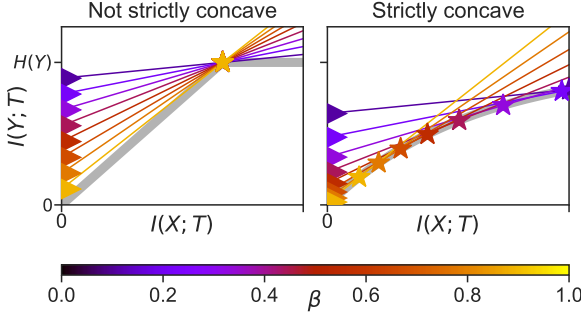 Not strictly concave
Strictly concave
H(Y)
I(Y; T)
0
0
I(X; T)
0
I(X; T)
0.0 0.2 0.4 0.6 0.8 1.0
β